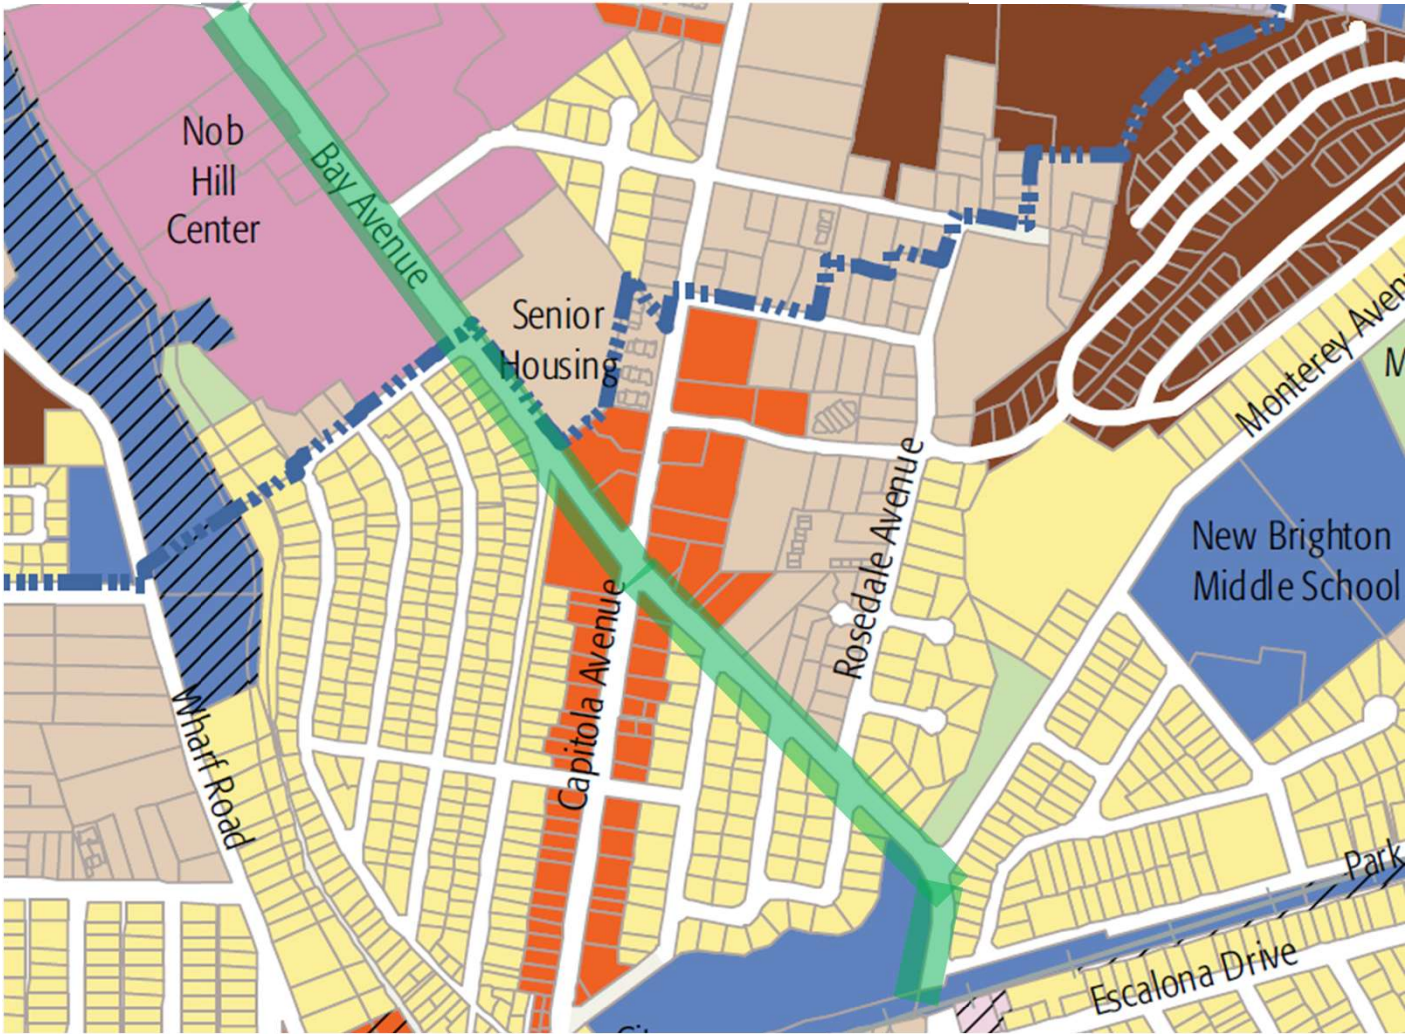 Nob
Hill
Center
Bay Avenue
Senior
Housing
Monterey Aven
M
New Brighton
Middle School
Rosedale Avenue
Capitola Avenue
Wharf Road
Park
Escalona Drive